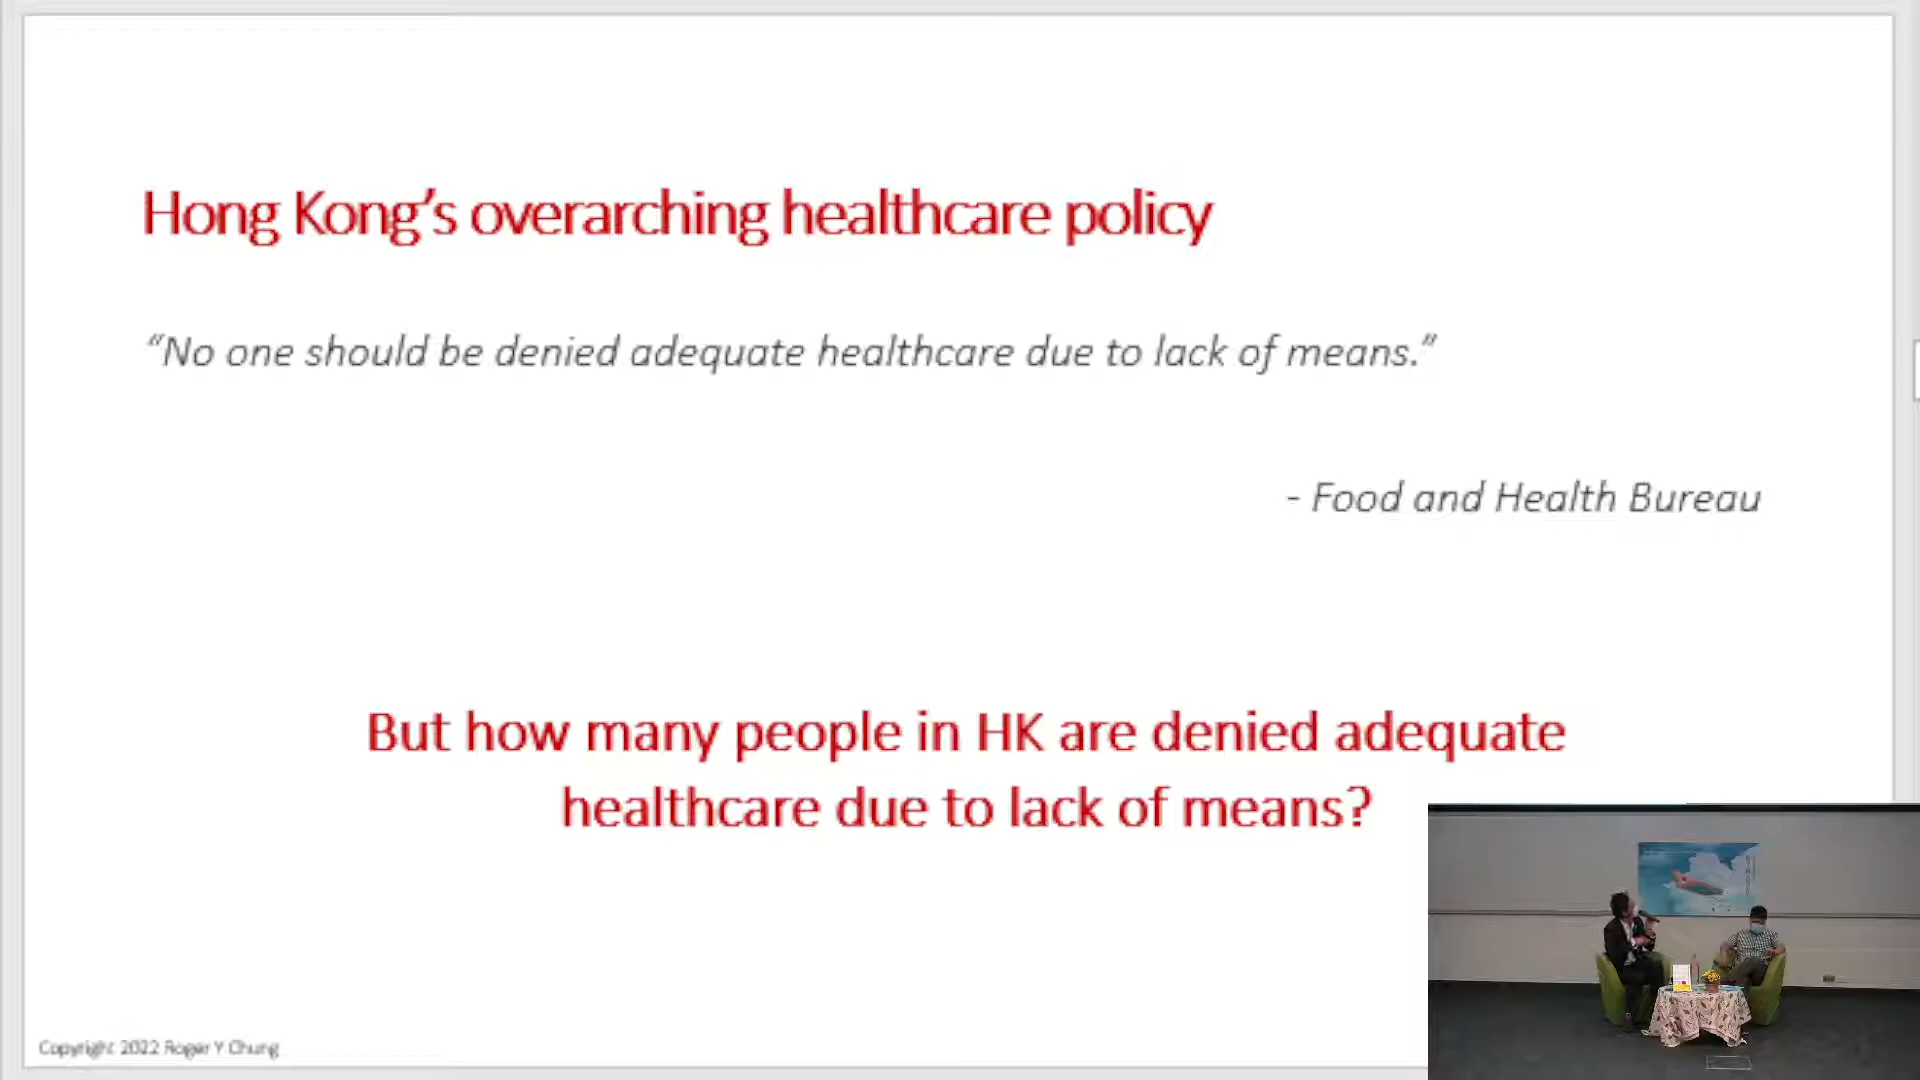 Hong Kong’s overarching healthcare policy
“No one should be denied adequate healthcare due to lack of means.”
- Food and Health Bureau
But how many people in HK are denied adequate
healthcare due to lack of means?
Copyright 2022 Roger Y Chung